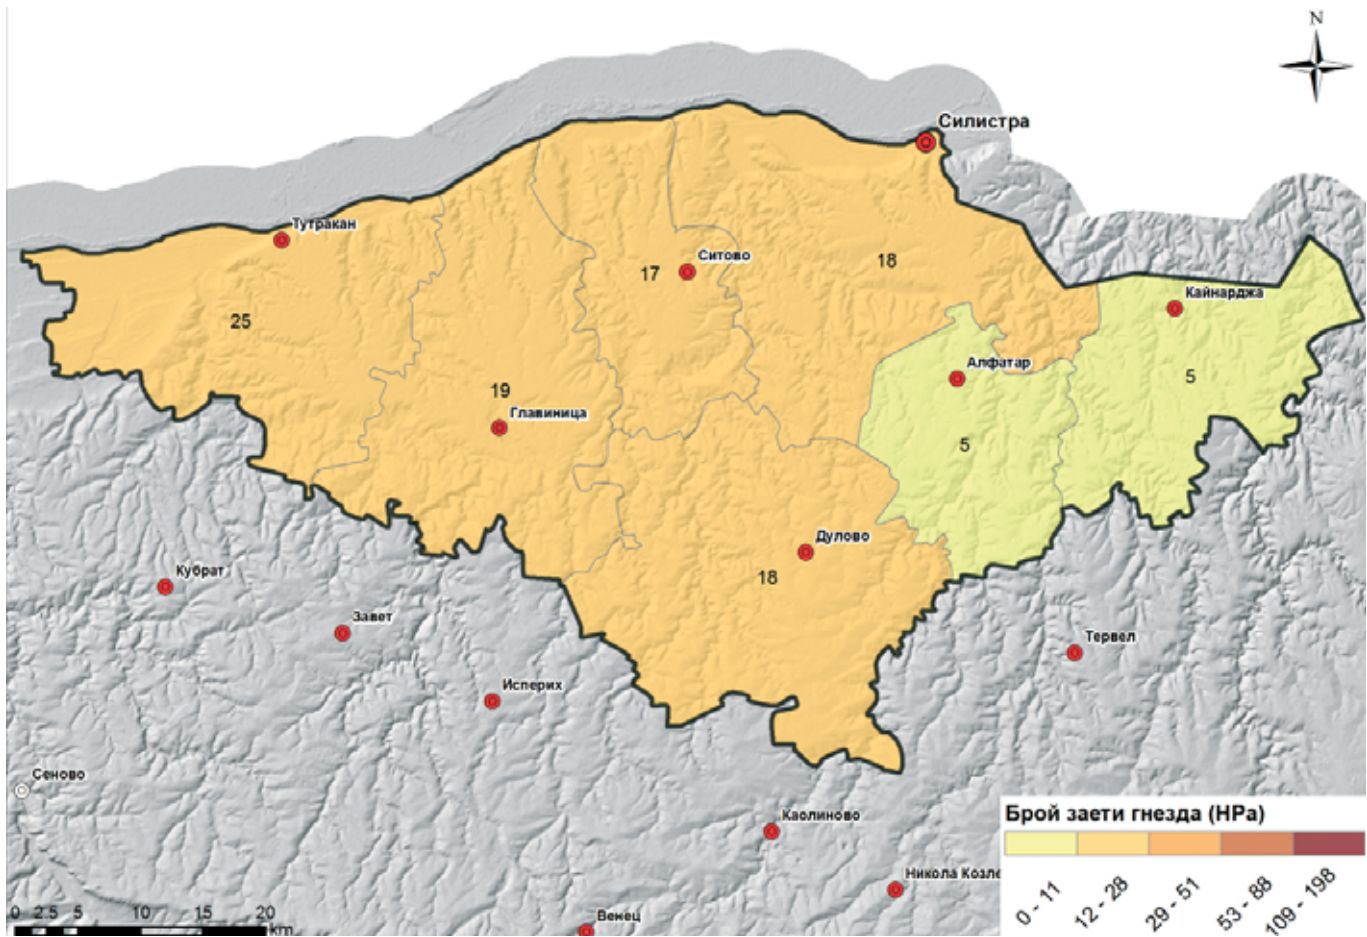 N
Силистра
Тутракан
Ситово
17
18
Кайнарджа
25
Алфатар
5
19
Главиница
5
Дулово
18
Кубрат
Завет
Тервел
Исперих
Сеново
Каолиново
Никола Козле
Венец
Брой заети гнезда (HPa)
0 - 11
12 - 28
29 - 51
53 - 88
109 - 198
0 2.5 5 10 15 20
km